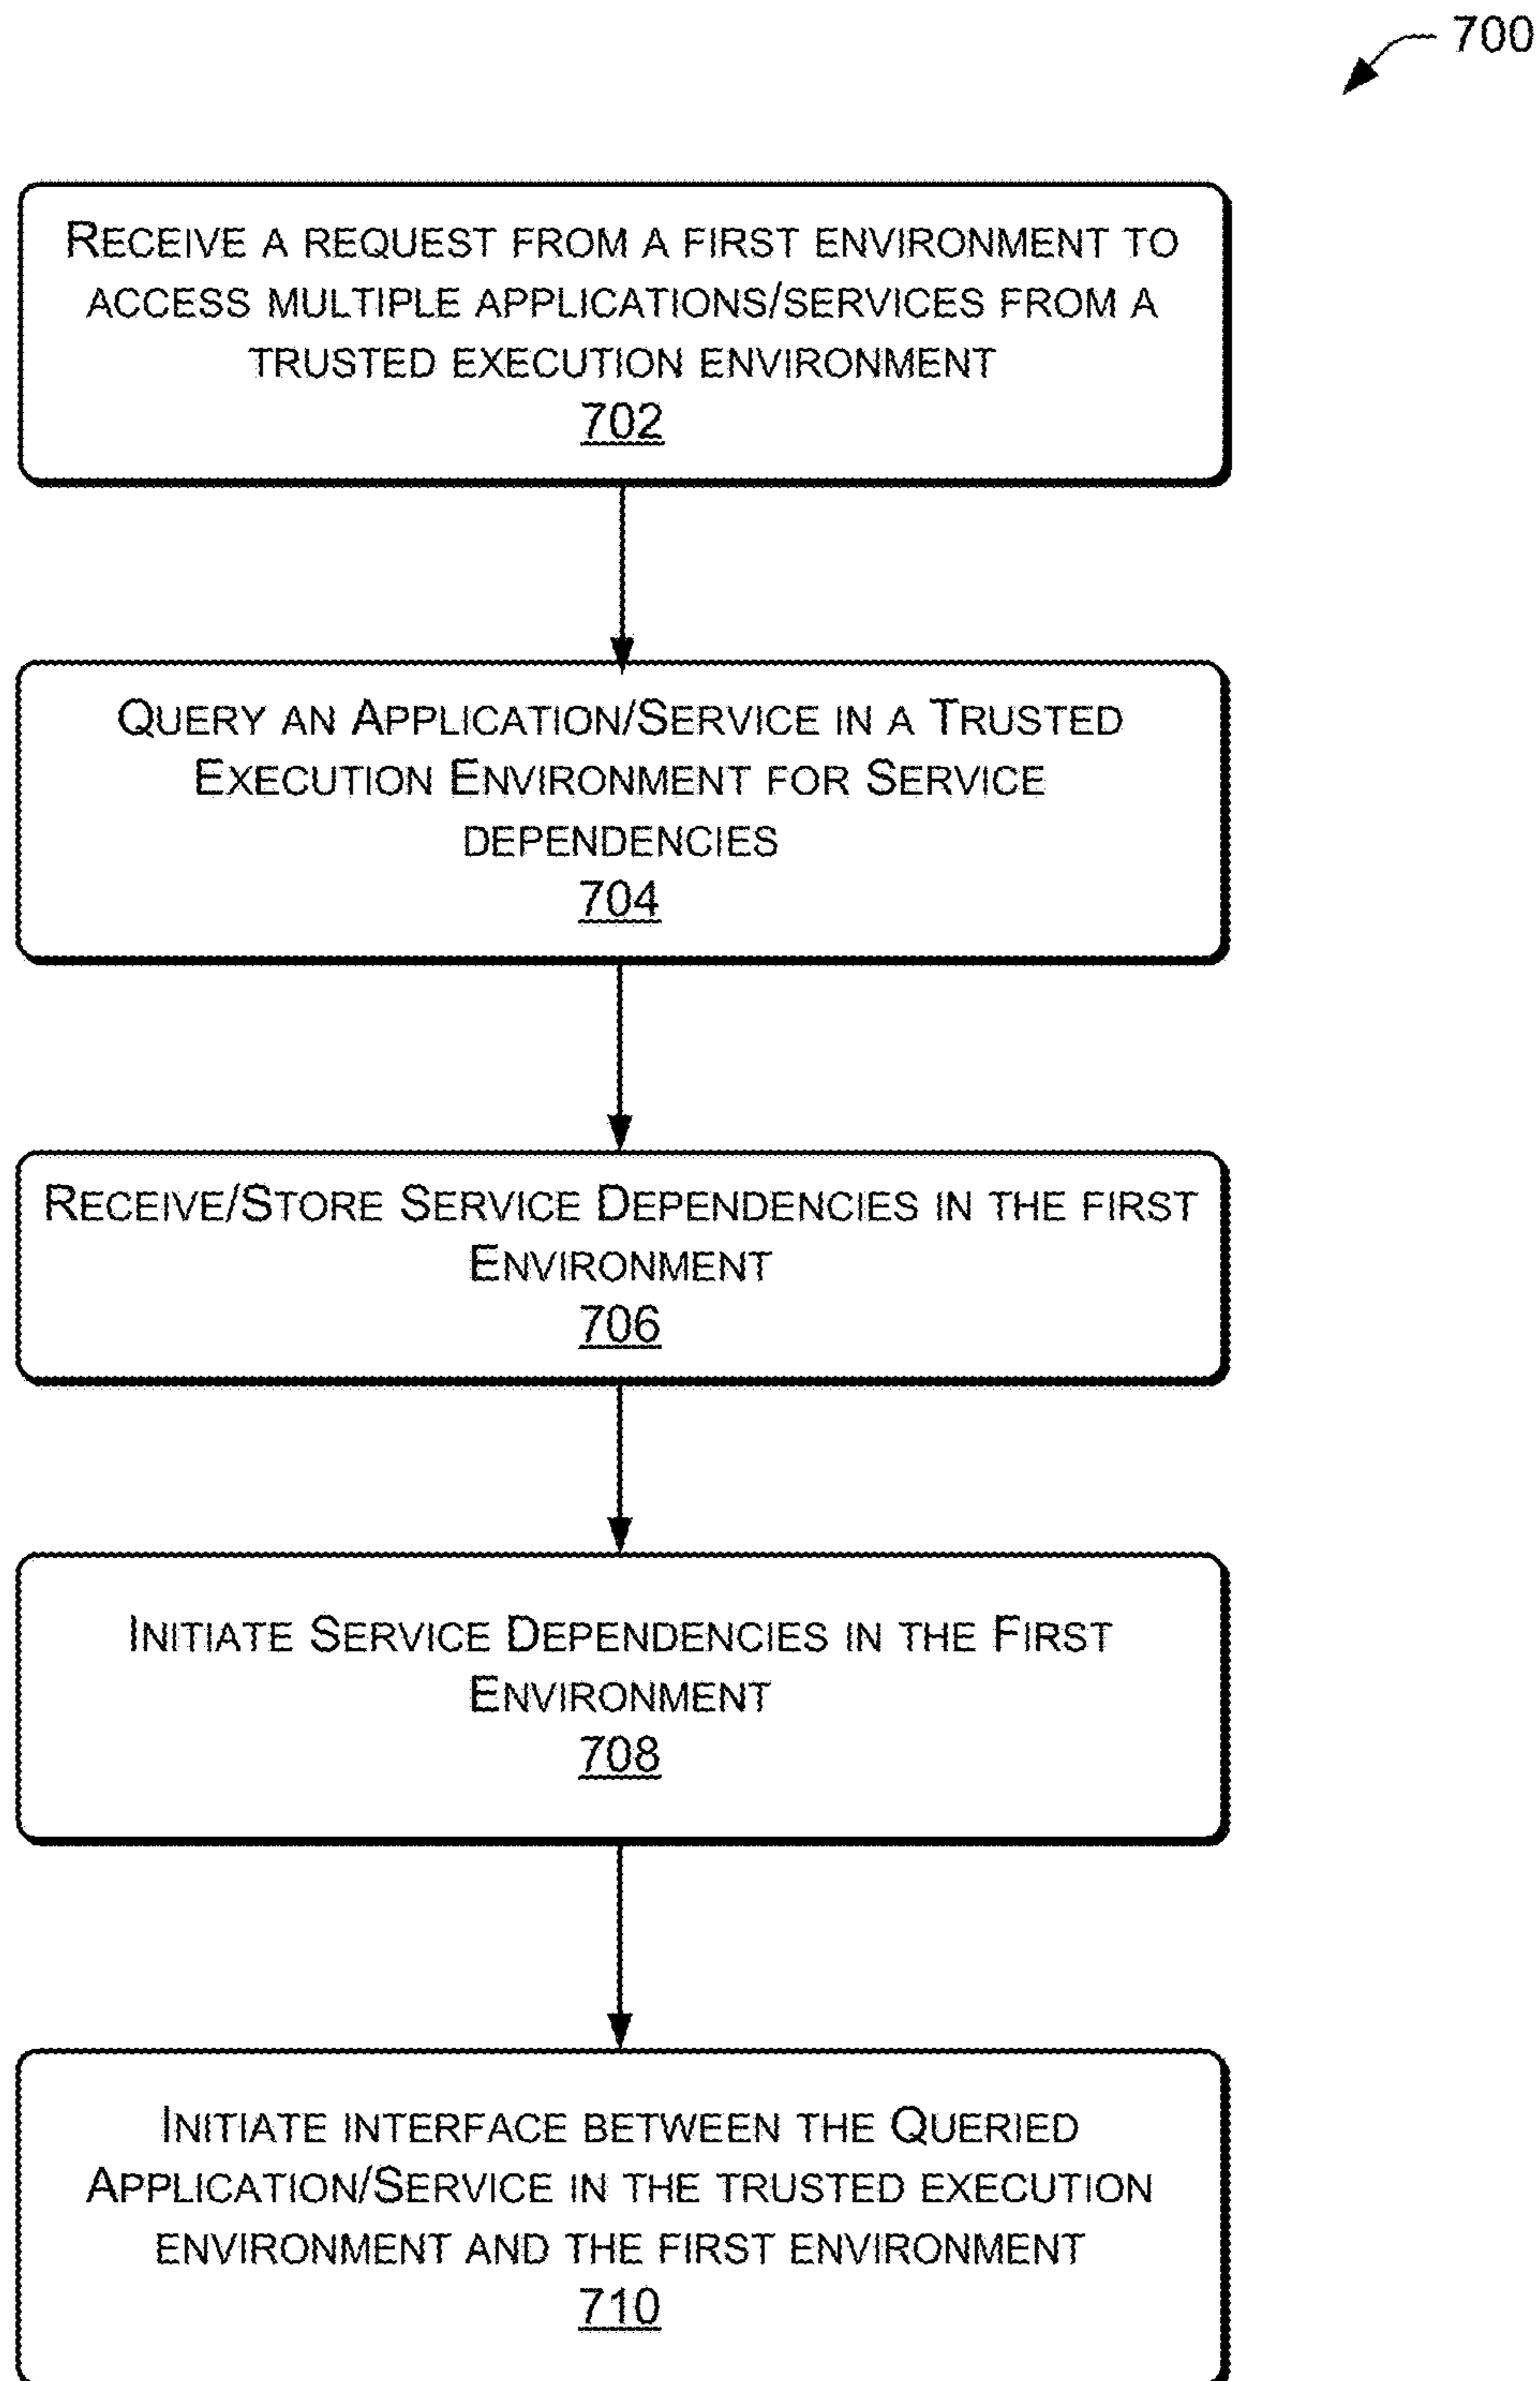 700
RECEIVE A REQUEST FROM A FIRST ENVIRONMENT TO
ACCESS MULTIPLE APPLICATIONS/SERVICES FROM A
TRUSTED EXECUTION ENVIRONMENT
702
QUERY AN APPLICATION/SERVICE IN A TRUSTED
EXECUTION ENVIRONMENT FOR SERVICE
DEPENDENCIES
704
RECEIVE/STORE SERVICE DEPENDENCIES IN THE FIRST
ENVIRONMENT
706
INITIATE SERVICE DEPENDENCIES IN THE FIRST
ENVIRONMENT
708
INITIATE INTERFACE BETWEEN THE QUERIED
APPLICATION/SERVICE IN THE TRUSTED EXECUTION
ENVIRONMENT AND THE FIRST ENVIRONMENT
710